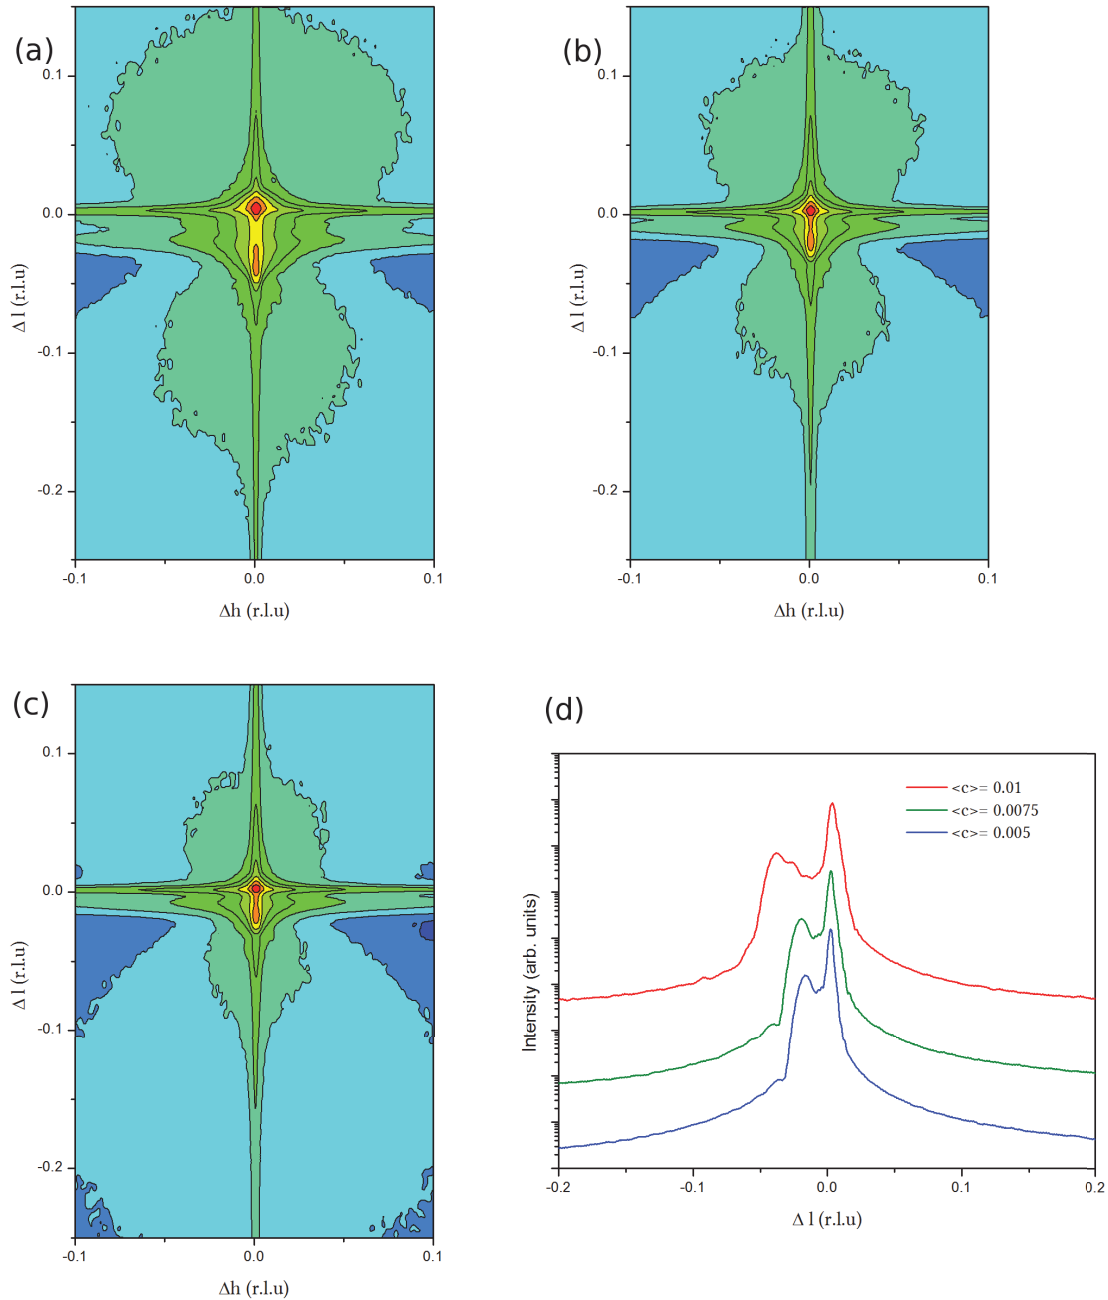 (a)
0.1
0.0
-0.1
-0.2
Δ l (r.l.u)
-0.1
0.0
0.1
Δh (r.l.u)
(b)
0.1
0.0
-0.1
-0.2
Δ l (r.l.u)
-0.1
0.0
0.1
Δh (r.l.u)
(c)
0.1
0.0
-0.1
-0.2
Δ l (r.l.u)
-0.1
0.0
0.1
Δh (r.l.u)
(d)
<c>= 0.01
<c>= 0.0075
<c>= 0.005
Intensity (arb. units)
-0.2
-0.1
0.0
0.1
0.2
Δ l (r.l.u)